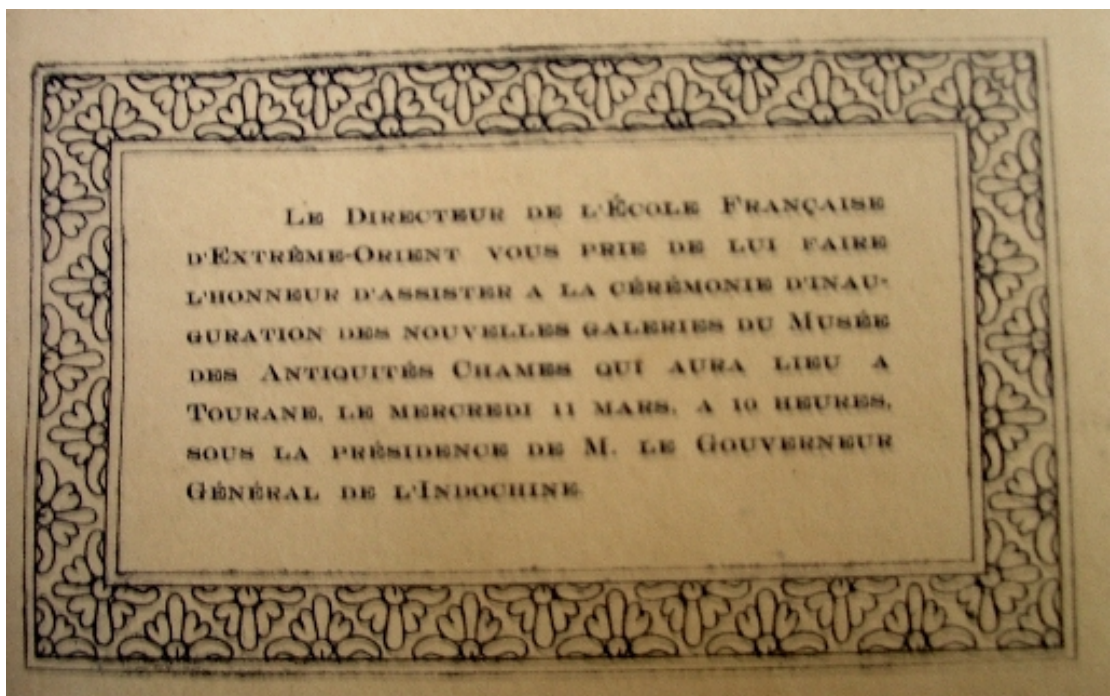 Le Directeur de l'École Française
d'Extrême-Orient vous prie de lui faire
l'honneur d'assister a la cérémonie d'inau-
guration des nouvelles galeries du Musée
des Antiquités Chames qui aura lieu a
Tourane, le mercredi 11 mars, a 10 heures,
sous la présidence de M. le Gouverneur
Général de l'Indochine.